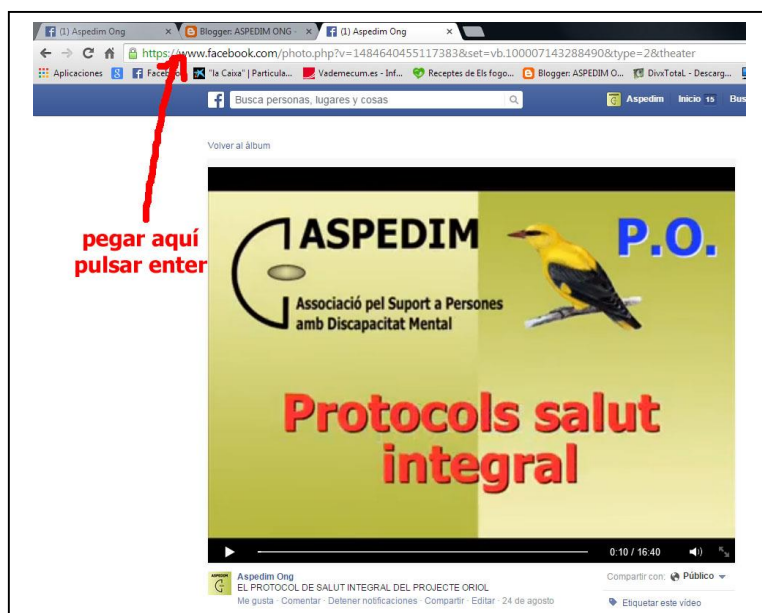 (1) Aspedim Ong
Blogger: ASPEDIM ONG -
(1) Aspedim Ong
https://www.facebook.com/photo.php?v=1484640455117383&set=vb.100007143288490&type=2&theater
Aplicaciones
"la Caixa" | Particula...
Vademecum.es - Inf...
Receptes de Els fogo...
Blogger: ASPEDIM O...
DivxTotaL - Descarg...
Busca personas, lugares y cosas
Aspedim
Inicio 15
Volver al álbum
pegar aquí
pulsar enter
ASPEDIM
P.O.
Associació pel Suport a Persones
amb Discapacitat Mental
Protocols salut
integral
0:10 / 16:40
Aspedim Ong
EL PROTOCOL DE SALUT INTEGRAL DEL PROJECTE ORIOL
Me gusta · Comentar · Detener notificaciones · Compartir · Editar · 24 de agosto
Compartir con: Público
Etiquetar este vídeo